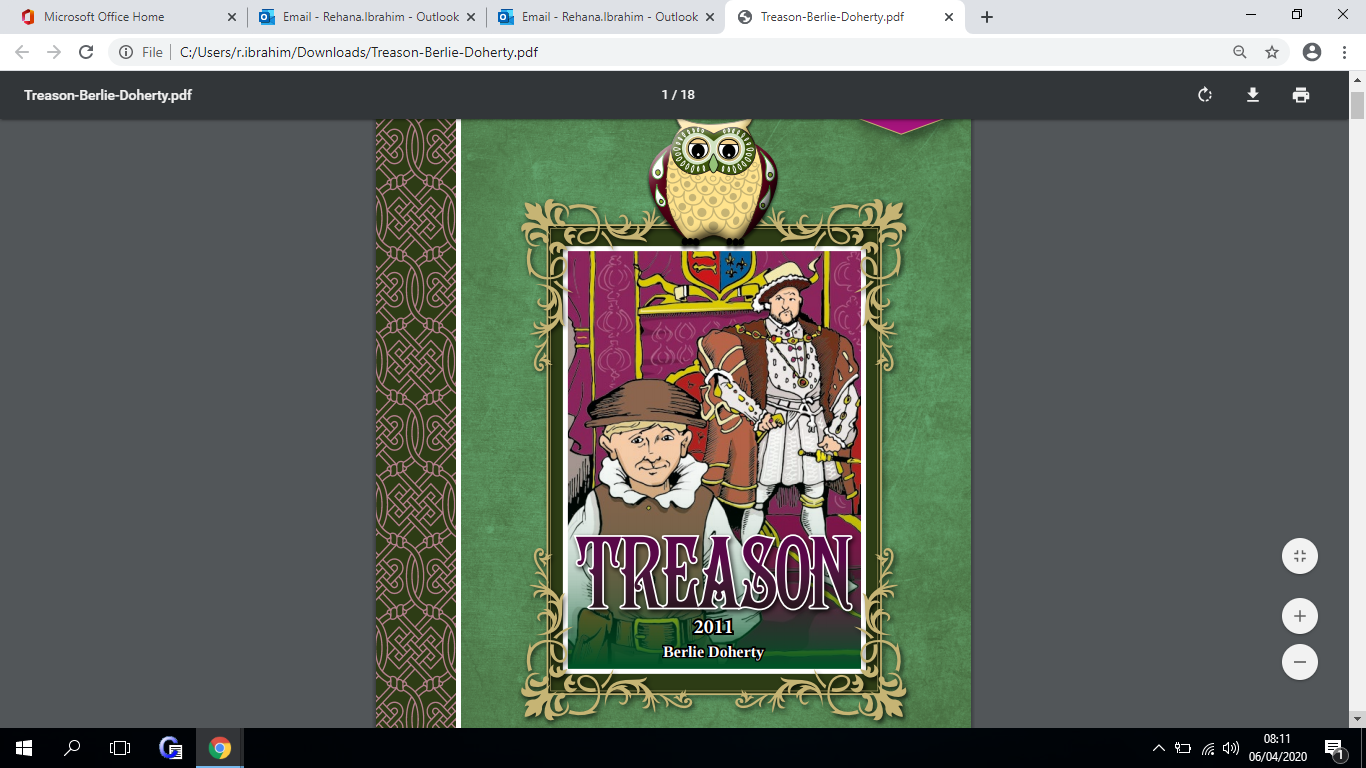 Microsoft Office Home
Email - Rehana.Ibrahim - Outlook
Email - Rehana.Ibrahim - Outlook
Treason-Berlie-Doherty.pdf
File | C:/Users/r.ibrahim/Downloads/Treason-Berlie-Doherty.pdf
Treason-Berlie-Doherty.pdf
1 / 18
TREASON
2011
Berlie Doherty
08:11
06/04/2020
1